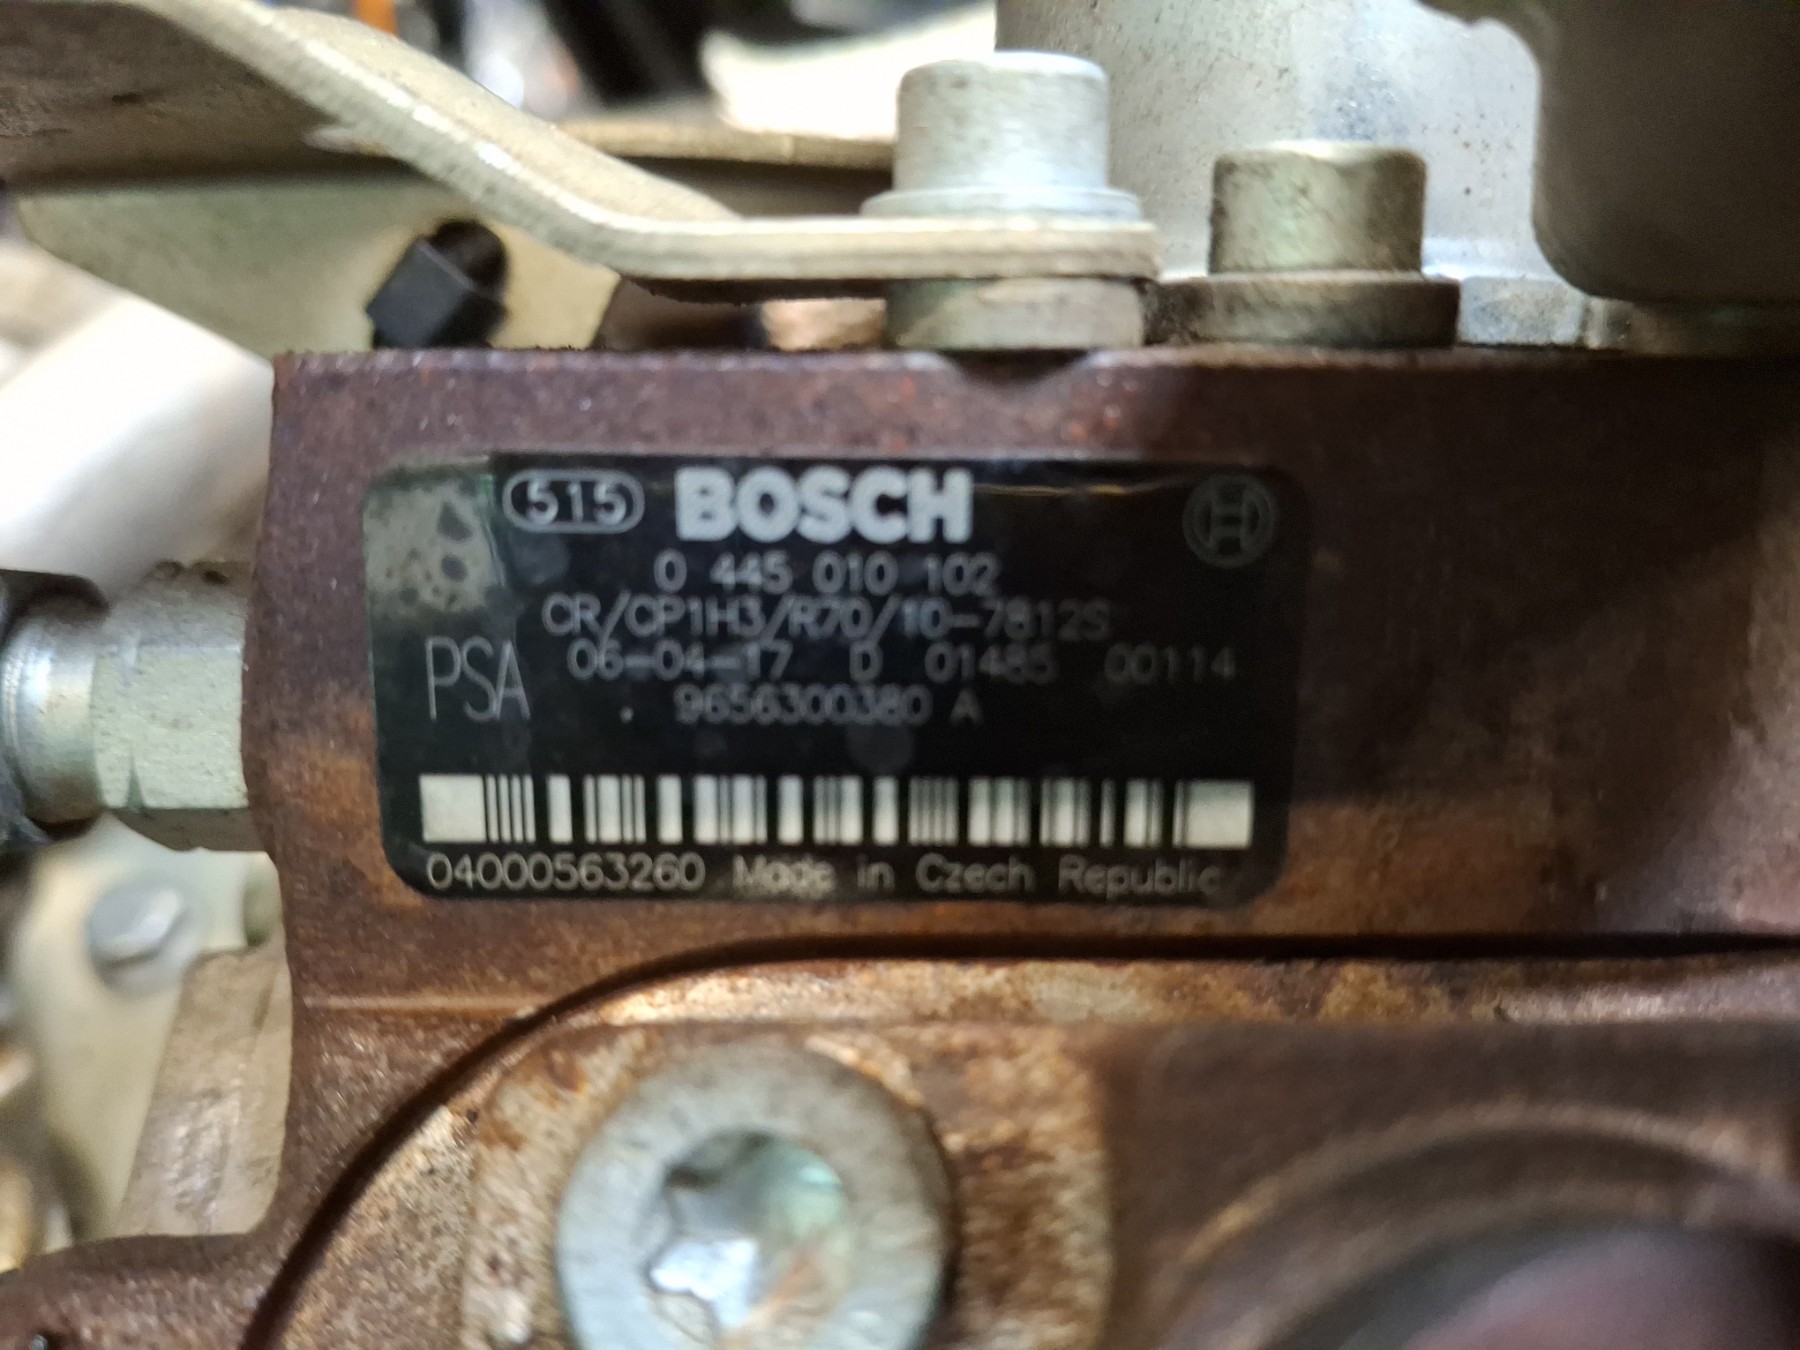 515 BOSCH
0 445 010 102
CR/CP1H3/R70/10-7812S
PSA 06-04-17 D 01485 00114
9656300380 A
04000563260 Made in Czech Republic